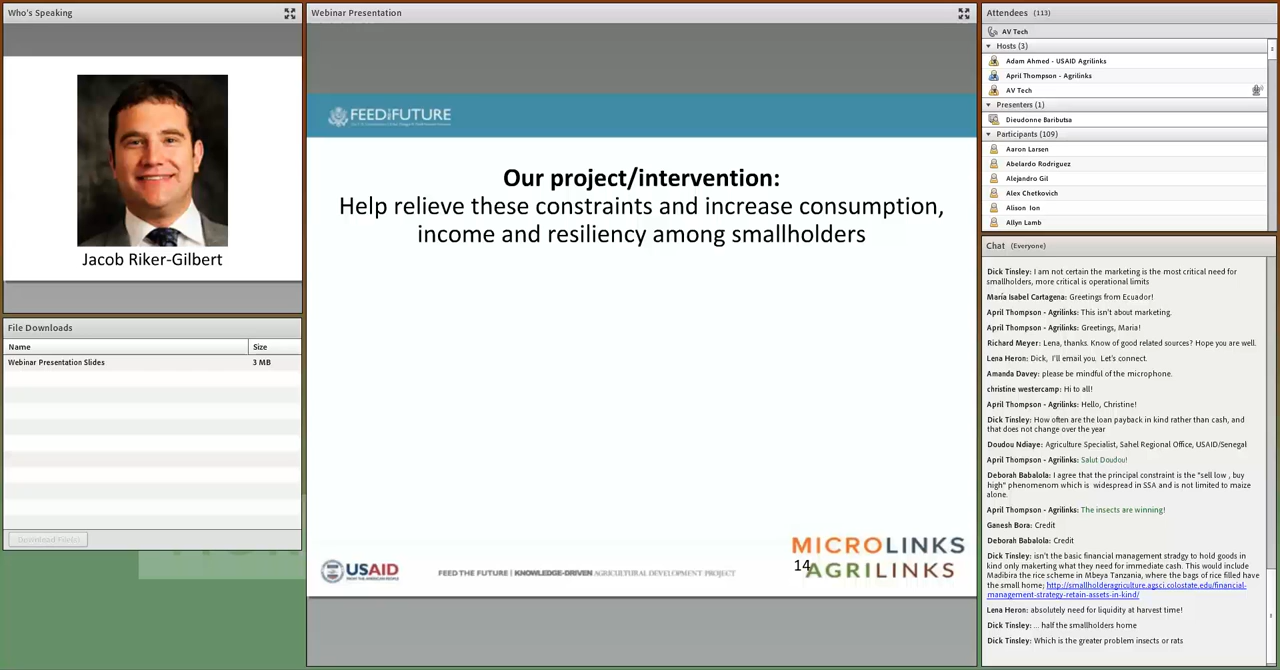 Who's Speaking
Jacob Riker-Gilbert
File Downloads
Name
Size
Webinar Presentation Slides
3 MB
Download File(s)
Webinar Presentation
FEED THE FUTURE
Our project/intervention:
Help relieve these constraints and increase consumption,
income and resiliency among smallholders
USAID
FROM THE AMERICAN PEOPLE
FEED THE FUTURE | KNOWLEDGE-DRIVEN AGRICULTURAL DEVELOPMENT PROJECT
MICROLINKS
14
AGRILINKS
Attendees (113)
AV Tech
Hosts (3)
Adam Ahmed - USAID Agrilinks
April Thompson - Agrilinks
AV Tech
Presenters (1)
Dieudonne Baributsa
Participants (109)
Aaron Larsen
Abelardo Rodriguez
Alejandro Gil
Alex Chetkovich
Alison Ion
Allyn Lamb
Chat (Everyone)
Dick Tinsley: I am not certain the marketing is the most critical need for
smallholders, more critical is operational limits
María Isabel Cartagena: Greetings from Ecuador!
April Thompson - Agrilinks: This isn't about marketing.
April Thompson - Agrilinks: Greetings, Maria!
Richard Meyer: Lena, thanks. Know of good related sources? Hope you are well.
Lena Heron: Dick, I'll email you. Let's connect.
Amanda Davey: please be mindful of the microphone.
christine westercamp: Hi to all!
April Thompson - Agrilinks: Hello, Christine!
Dick Tinsley: How often are the loan payback in kind rather than cash, and
that does not change over the year
Doudou Ndiaye: Agriculture Specialist, Sahel Regional Office, USAID/Senegal
April Thompson - Agrilinks: Salut Doudou!
Deborah Babalola: I agree that the principal constraint is the "sell low , buy
high" phenomenom which is widespread in SSA and is not limited to maize
alone.
April Thompson - Agrilinks: The insects are winning!
Ganesh Bora: Credit
Deborah Babalola: Credit
Dick Tinsley: isn't the basic financial management stradgy to hold goods in
kind only makerting what they need for immediate cash. This would include
Madibira the rice scheme in Mbeya Tanzania, where the bags of rice filled have
the small home; http://smallholderagriculture.agsci.colostate.edu/financial-
management-strategy-retain-assets-in-kind/
Lena Heron: absolutely need for liquidity at harvest time!
Dick Tinsley: ... half the smallholders home
Dick Tinsley: Which is the greater problem insects or rats